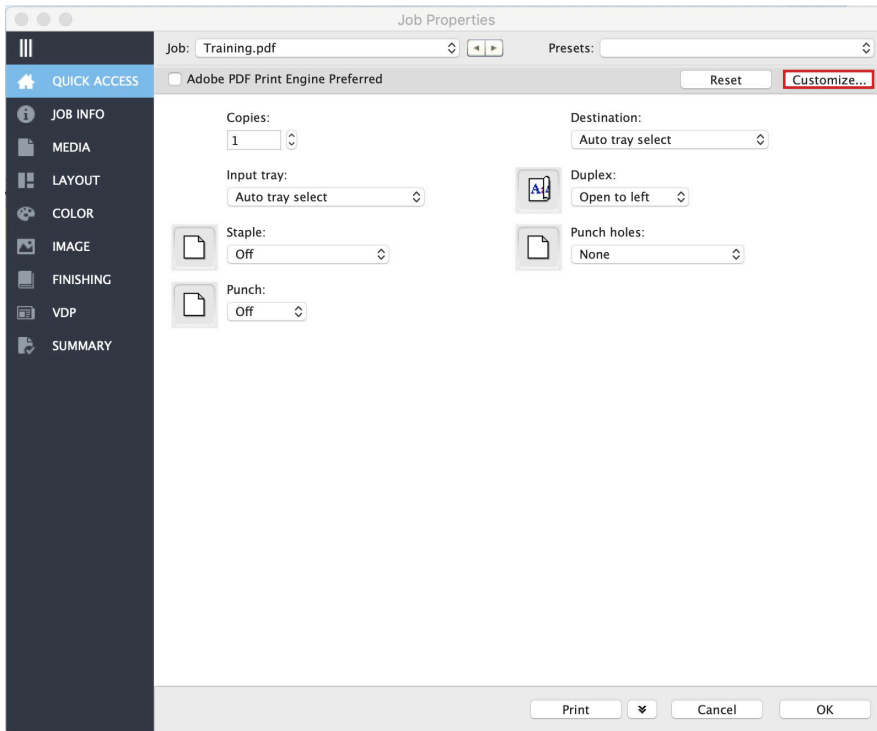 Job Properties
Job: Training.pdf Presets:
QUICK ACCESS
Adobe PDF Print Engine Preferred Reset Customize...
JOB INFO
MEDIA
LAYOUT
COLOR
IMAGE
FINISHING
VDP
SUMMARY
Copies: Destination:
1 Auto tray select
Input tray: Duplex:
Auto tray select Open to left
Staple: Punch holes:
Off None
Punch:
Off
Print Cancel OK